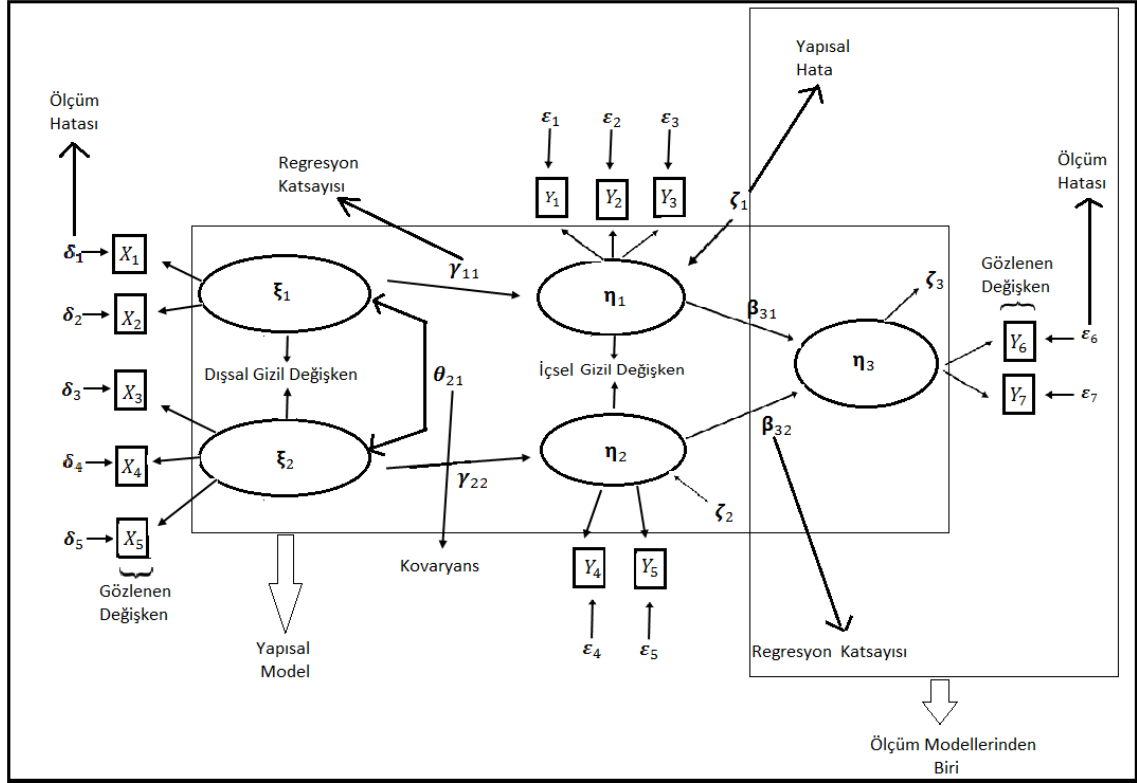 Yapısal
Hata
Ölçüm
Hatası
ε1
ε2
ε3
Regresyon
Katsayısı
Ölçüm
Hatası
Y1
Y2
Y3
ζ1
δ1
X1
γ11
ξ1
η1
ζ3
Gözlenen
Değişken
δ2
X2
β31
Y6
ε6
Dışsal Gizil Değişken
θ21
İçsel Gizil Değişken
η3
δ3
X3
Y7
ε7
β32
δ4
X4
ξ2
γ22
η2
ζ2
δ5
X5
Kovaryans
Y4
Y5
Gözlenen
Değişken
Yapısal
Model
ε4
ε5
Regresyon Katsayısı
Ölçüm Modellerinden
Biri